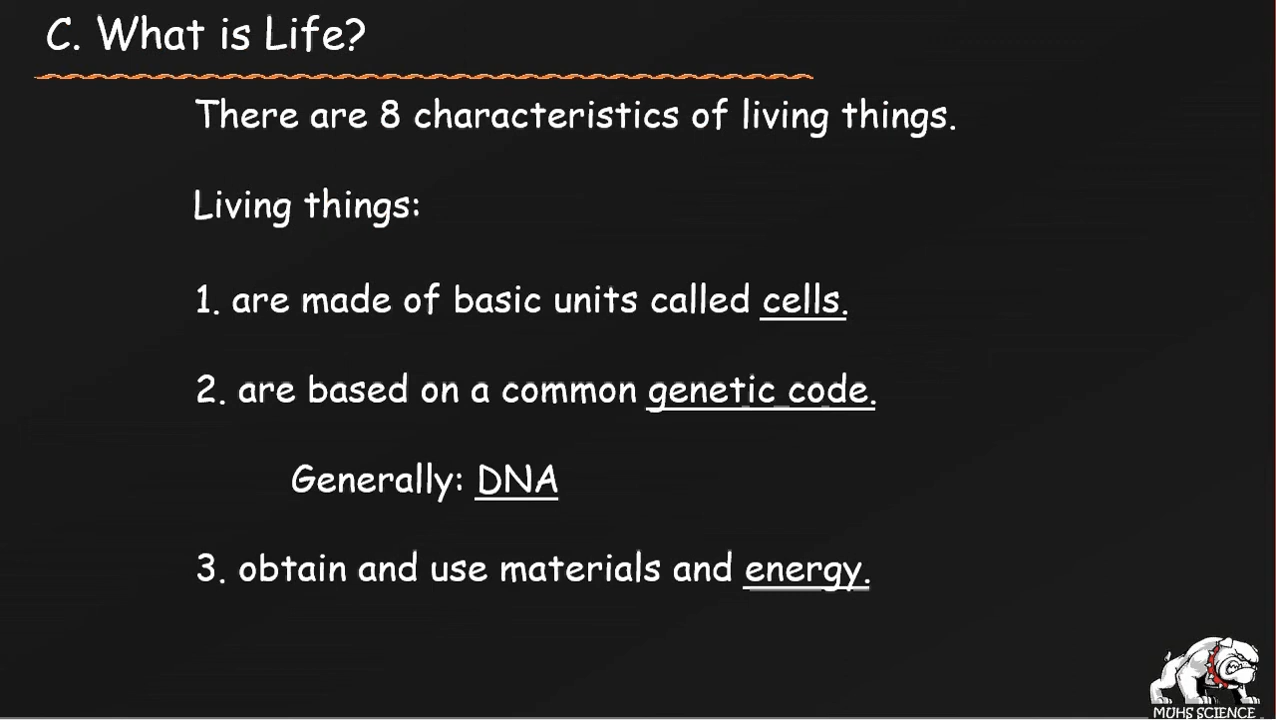 C. What is Life?
There are 8 characteristics of living things.
Living things:
1. are made of basic units called cells.
2. are based on a common genetic code.
Generally: DNA
3. obtain and use materials and energy.
MUHS SCIENCE